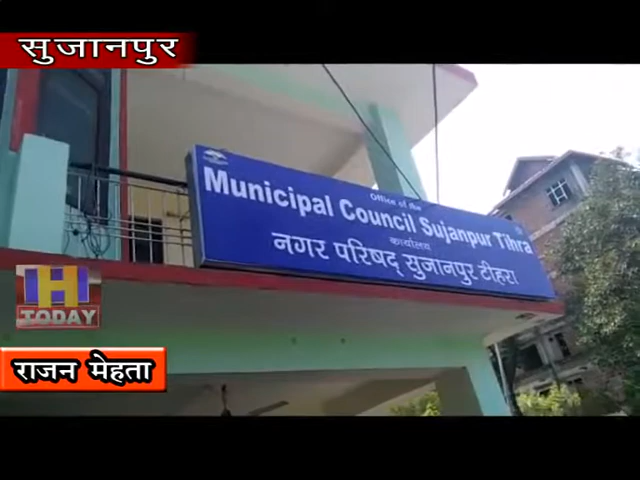 सुजानपुर
Office of the
Municipal Council Sujanpur Tihra
कार्यालय
नगर परिषद् सुजानपुर टीहरा
H
TODAY
राजन मेहता